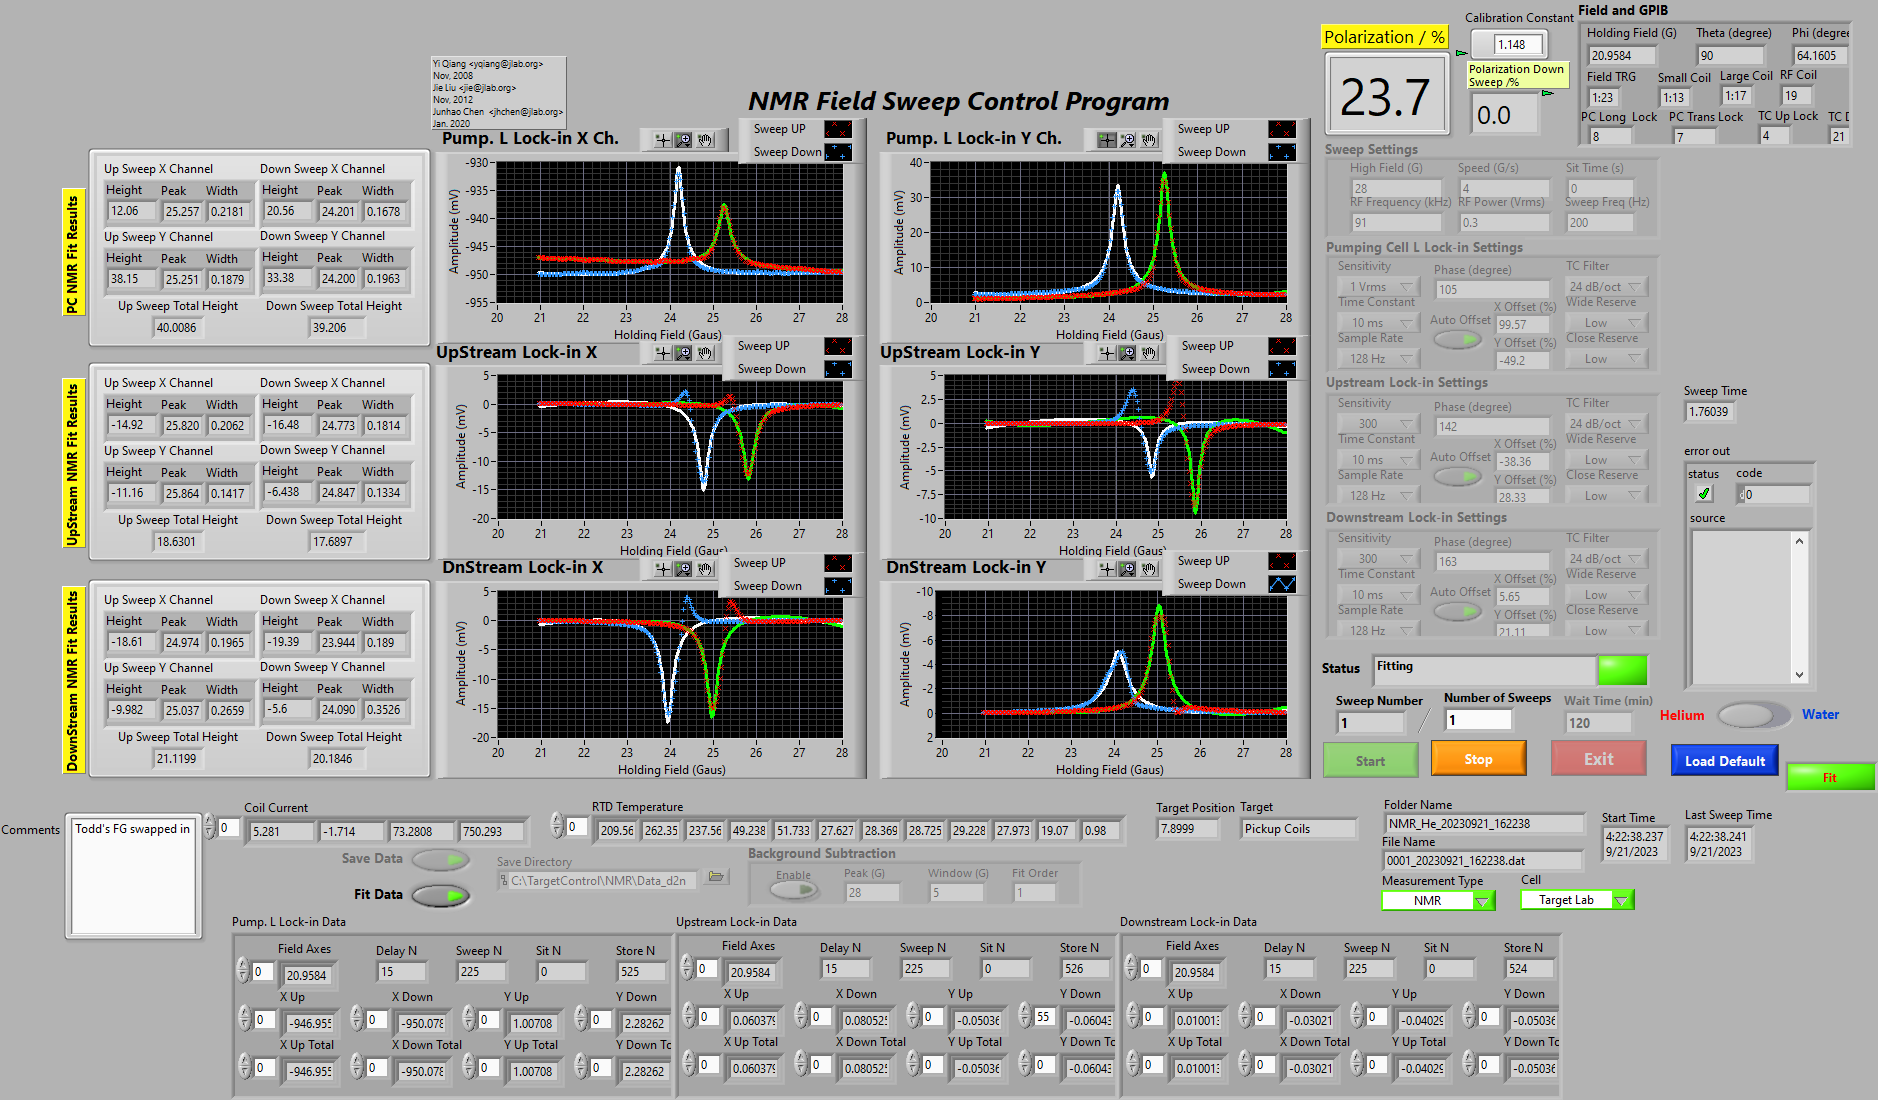 Yi Qiang <yqiang@jlab.org>
Nov, 2008
Jie Liu <jie@jlab.org>
Nov, 2012
Junhao Chen <jhchen@jlab.org>
Jan. 2020
NMR Field Sweep Control Program
Polarization / %
23.7
Calibration Constant
1.148
Polarization Down
Sweep /%
0.0
Field and GPIB
Holding Field (G) Theta (degree) Phi (degree
20.9584 90 64.1605
Field TRG Small Coil Large Coil RF Coil
1:23 1:13 1:17 19
PC Long Lock PC Trans Lock TC Up Lock TC D
8 7 4 21
PC NMR Fit Results
Up Sweep X Channel Down Sweep X Channel
Height Peak Width Height Peak Width
12.06 25.257 0.2181 20.56 24.201 0.1678
Up Sweep Y Channel Down Sweep Y Channel
Height Peak Width Height Peak Width
38.15 25.251 0.1879 33.38 24.200 0.1963
Up Sweep Total Height Down Sweep Total Height
40.0086 39.206
Pump. L Lock-in X Ch.
Sweep UP
Sweep Down
Amplitude (mV)
-930
-935
-940
-945
-950
-955
20 21 22 23 24 25 26 27 28
Holding Field (Gaus)
Pump. L Lock-in Y Ch.
Sweep UP
Sweep Down
Amplitude (mV)
40
30
20
10
0
20 21 22 23 24 25 26 27 28
Holding Field (Gaus)
UpStream NMR Fit Results
Up Sweep X Channel Down Sweep X Channel
Height Peak Width Height Peak Width
-14.92 25.820 0.2062 -16.48 24.773 0.1814
Up Sweep Y Channel Down Sweep Y Channel
Height Peak Width Height Peak Width
-11.16 25.864 0.1417 -6.438 24.847 0.1334
Up Sweep Total Height Down Sweep Total Height
18.6301 17.6897
UpStream Lock-in X
Sweep UP
Sweep Down
Amplitude (mV)
5
0
-5
-10
-15
-20
20 21 22 23 24 25 26 27 28
Holding Field (Gaus)
UpStream Lock-in Y
Sweep UP
Sweep Down
Amplitude (mV)
5
2.5
0
-2.5
-5
-7.5
-10
20 21 22 23 24 25 26 27 28
Holding Field (Gaus)
DownStream NMR Fit Results
Up Sweep X Channel Down Sweep X Channel
Height Peak Width Height Peak Width
-18.61 24.974 0.1965 -19.39 23.944 0.189
Up Sweep Y Channel Down Sweep Y Channel
Height Peak Width Height Peak Width
-9.982 25.037 0.2659 -5.6 24.090 0.3526
Up Sweep Total Height Down Sweep Total Height
21.1199 20.1846
DnStream Lock-in X
Sweep UP
Sweep Down
Amplitude (mV)
5
0
-5
-10
-15
-20
20 21 22 23 24 25 26 27 28
Holding Field (Gaus)
DnStream Lock-in Y
Sweep UP
Sweep Down
Amplitude (mV)
-10
-8
-6
-4
-2
0
2
20 21 22 23 24 25 26 27 28
Holding Field (Gaus)
Sweep Settings
High Field (G) Speed (G/s) Sit Time (s)
28 4 0
RF Frequency (kHz) RF Power (Vrms) Sweep Freq (Hz)
91 0.3 200
Pumping Cell L Lock-in Settings
Sensitivity Phase (degree) TC Filter
1 Vrms 105 24 dB/oct
Time Constant X Offset (%) Wide Reserve
10 ms Auto Offset 99.57 Low
Sample Rate Y Offset (%) Close Reserve
128 Hz -49.2 Low
Upstream Lock-in Settings
Sensitivity Phase (degree) TC Filter
300 142 24 dB/oct
Time Constant X Offset (%) Wide Reserve
10 ms Auto Offset -38.36 Low
Sample Rate Y Offset (%) Close Reserve
128 Hz 28.33 Low
Downstream Lock-in Settings
Sensitivity Phase (degree) TC Filter
300 163 24 dB/oct
Time Constant X Offset (%) Wide Reserve
10 ms Auto Offset 5.65 Low
Sample Rate Y Offset (%) Close Reserve
128 Hz 21.11 Low
Sweep Time
1.76039
error out
status code
0
source
Status Fitting
Sweep Number Number of Sweeps Wait Time (min)
1 / 1 120
Helium Water
Start Stop Exit Load Default Fit
Comments
Todd's FG swapped in
Coil Current
0 5.281 -1.714 73.2808 750.293
RTD Temperature
0 209.56 262.35 237.56 49.238 51.733 27.627 28.369 28.725 29.228 27.973 19.07 0.98
Target Position Target
7.8999 Pickup Coils
Folder Name
NMR_He_20230921_162238
File Name
0001_20230921_162238.dat
Start Time
4:22:38.237
9/21/2023
Last Sweep Time
4:22:38.241
9/21/2023
Measurement Type Cell
NMR Target Lab
Save Data
Fit Data
Save Directory
C:\TargetControl\NMR\Data_d2n
Background Subtraction
Enable Peak (G) Window (G) Fit Order
28 5 1
Pump. L Lock-in Data
Field Axes Delay N Sweep N Sit N Store N
0 20.9584 15 225 0 525
X Up X Down Y Up Y Down
0 -946.955 0 -950.078 0 1.00708 0 2.28262
X Up Total X Down Total Y Up Total Y Down To
0 -946.955 0 -950.078 0 1.00708 0 2.28262
Upstream Lock-in Data
Field Axes Delay N Sweep N Sit N Store N
0 20.9584 15 225 0 526
X Up X Down Y Up Y Down
0 0.060379 0 0.080525 0 -0.05036 55 -0.06043
X Up Total X Down Total Y Up Total Y Down To
0 0.060379 0 0.080525 0 -0.05036 0 -0.06043
Downstream Lock-in Data
Field Axes Delay N Sweep N Sit N Store N
0 20.9584 15 225 0 524
X Up X Down Y Up Y Down
0 0.010013 0 -0.03021 0 -0.04029 0 -0.05036
X Up Total X Down Total Y Up Total Y Down To
0 0.010013 0 -0.03021 0 -0.04029 0 -0.05036